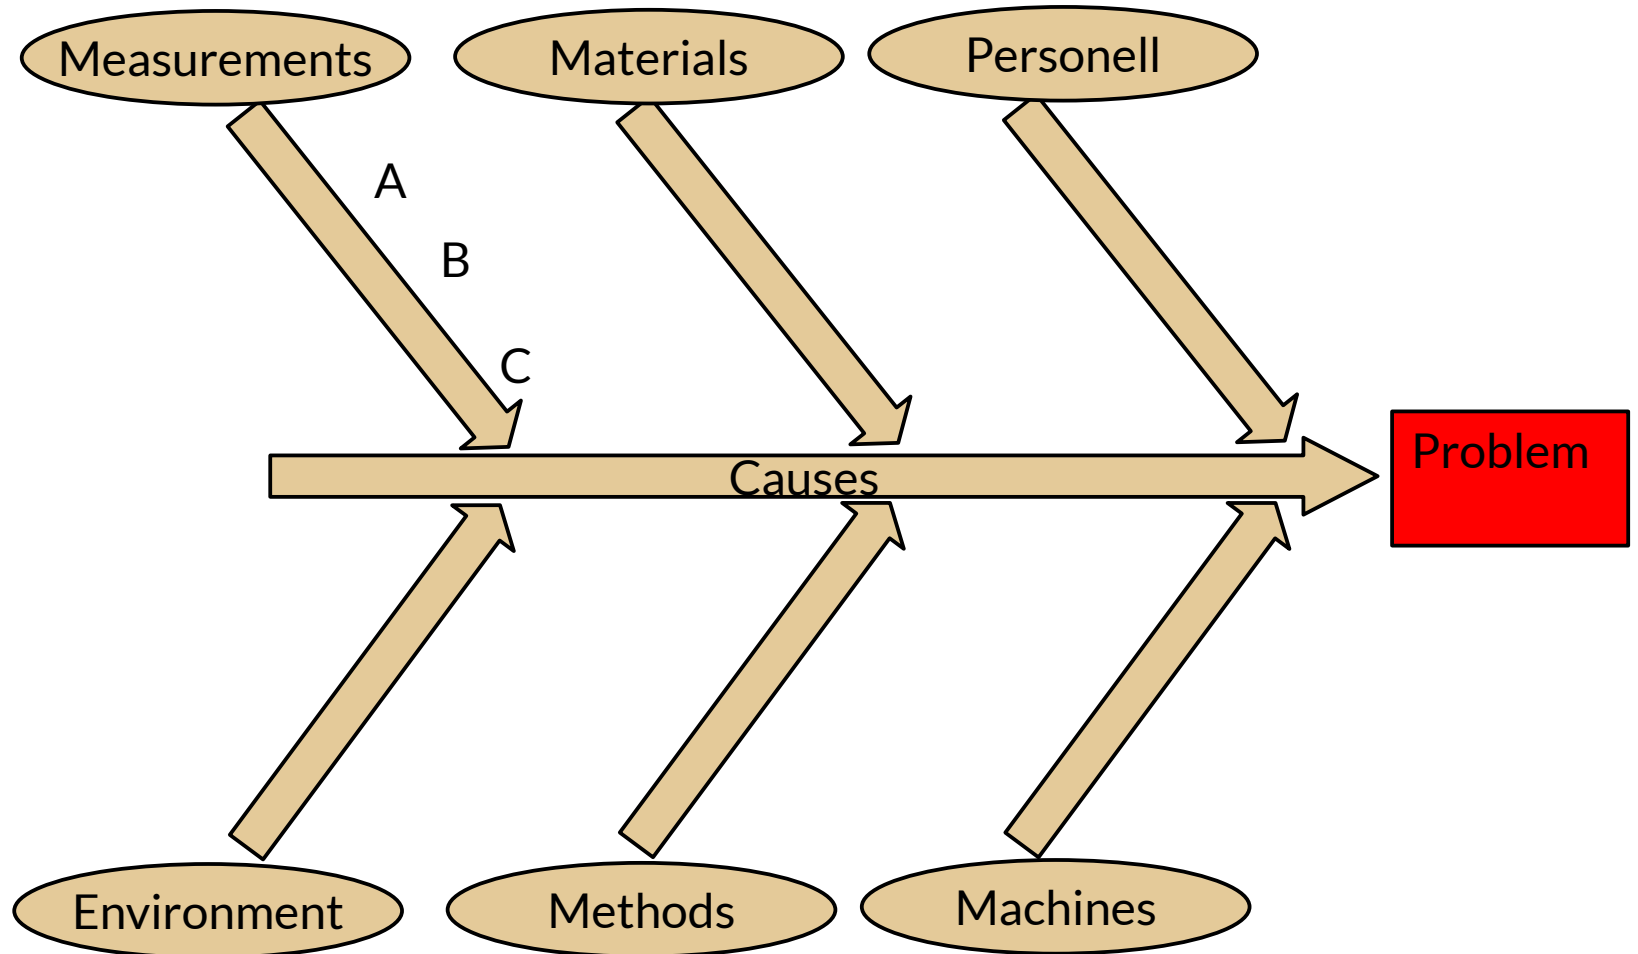 Measurements
Materials
Personell
A
B
C
Causes
Problem
Environment
Methods
Machines